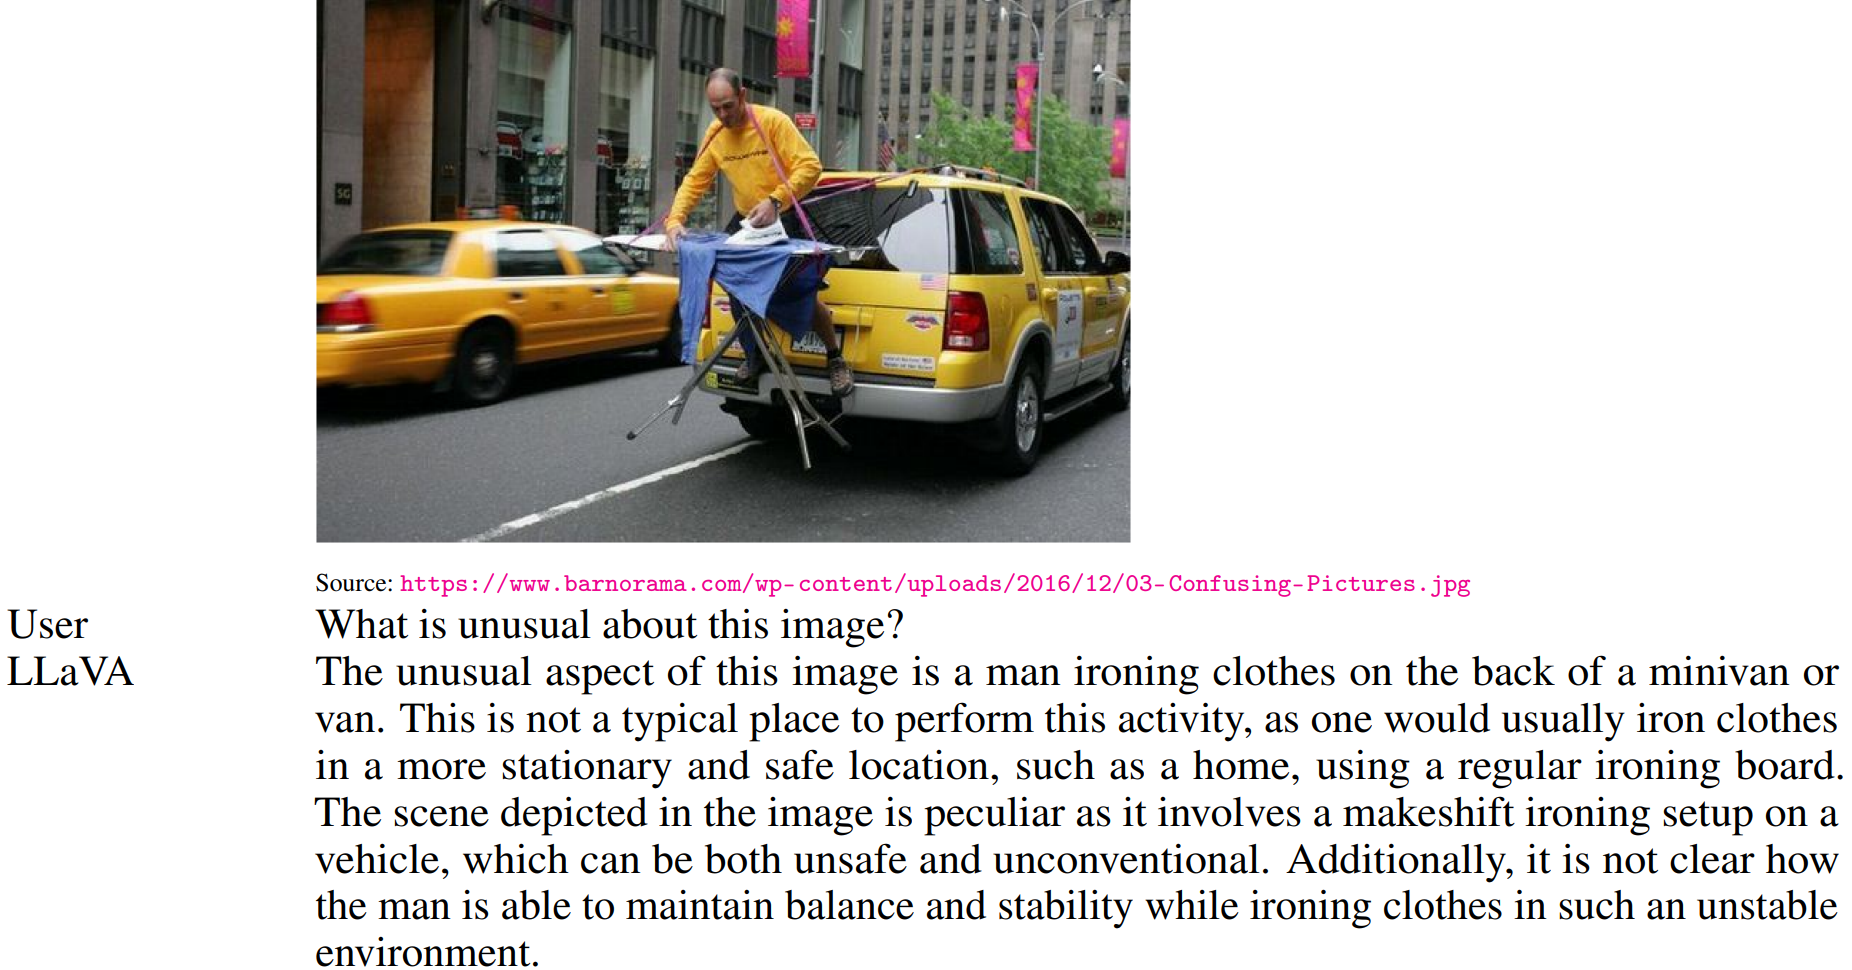 SG
Source: https://www.barnorama.com/wp-content/uploads/2016/12/03-Confusing-Pictures.jpg
User
What is unusual about this image?
LLaVA
The unusual aspect of this image is a man ironing clothes on the back of a minivan or
van. This is not a typical place to perform this activity, as one would usually iron clothes
in a more stationary and safe location, such as a home, using a regular ironing board.
The scene depicted in the image is peculiar as it involves a makeshift ironing setup on a
vehicle, which can be both unsafe and unconventional. Additionally, it is not clear how
the man is able to maintain balance and stability while ironing clothes in such an unstable
environment.